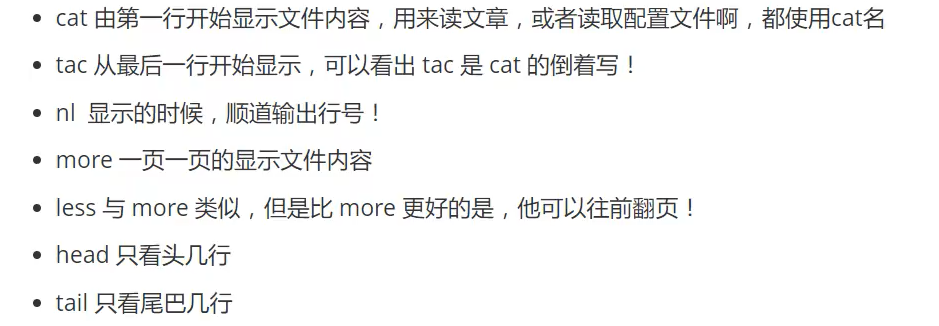 cat 由第一行开始显示文件内容，用来读文章，或者读取配置文件啊，都使用cat名
tac 从最后一行开始显示，可以看出 tac 是 cat 的倒着写！
nl 显示的时候，顺道输出行号！
more 一页一页的显示文件内容
less 与 more 类似，但是比 more 更好的是，他可以往前翻页！
head 只看头几行
tail 只看尾巴几行